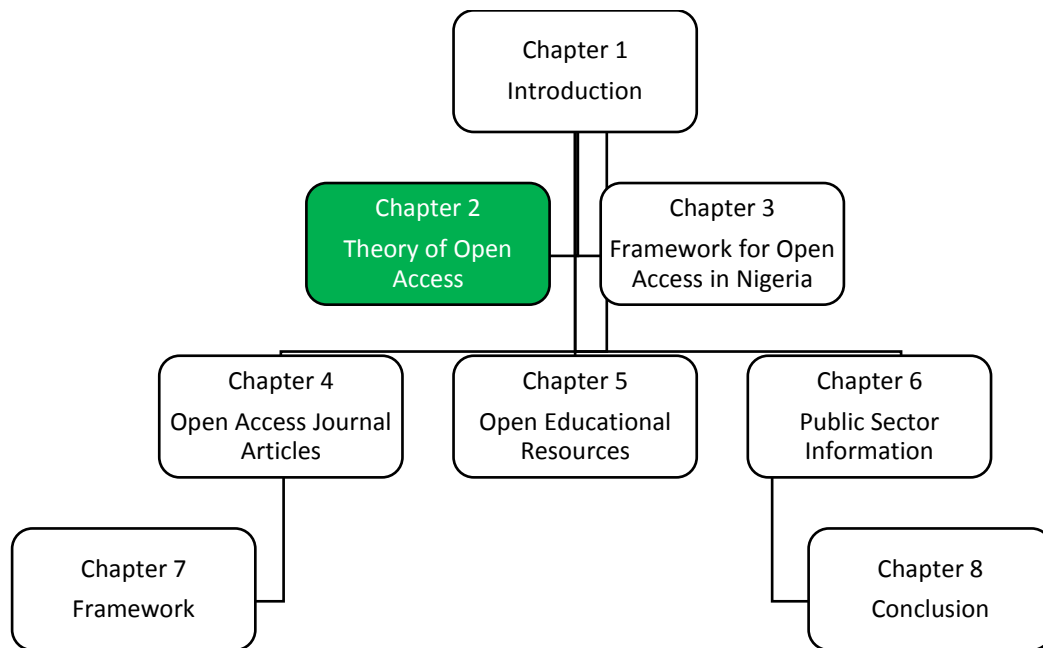 Chapter 1
Introduction
Chapter 2
Theory of Open
Access
Chapter 3
Framework for Open
Access in Nigeria
Chapter 4
Open Access Journal
Articles
Chapter 5
Open Educational
Resources
Chapter 6
Public Sector
Information
Chapter 7
Framework
Chapter 8
Conclusion